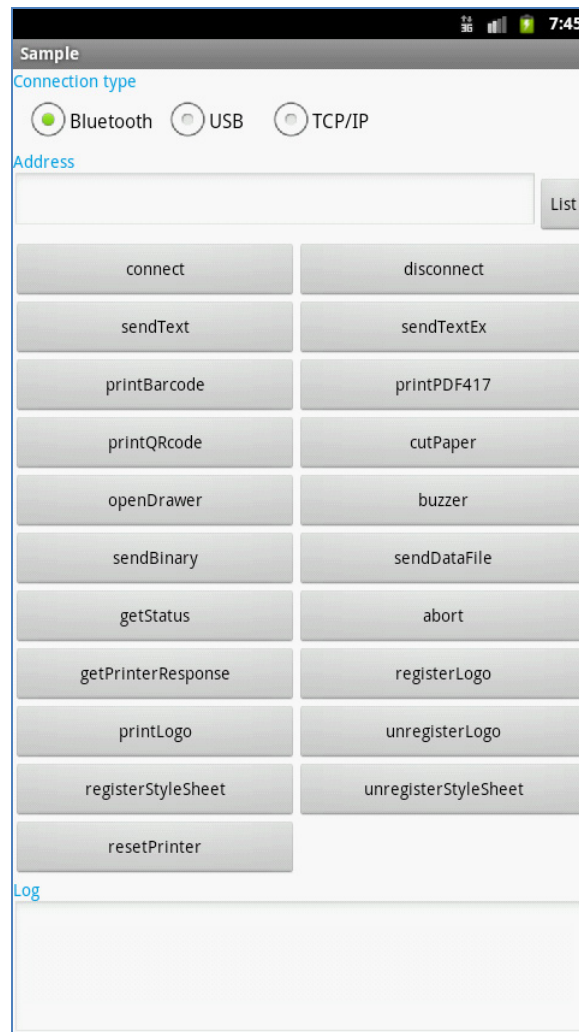 3G 7:45
Sample
Connection type
Bluetooth USB TCP/IP
Address
List
connect disconnect
sendText sendTextEx
printBarcode printPDF417
printQRcode cutPaper
openDrawer buzzer
sendBinary sendDataFile
getStatus abort
getPrinterResponse registerLogo
printLogo unregisterLogo
registerStyleSheet unregisterStyleSheet
resetPrinter
Log